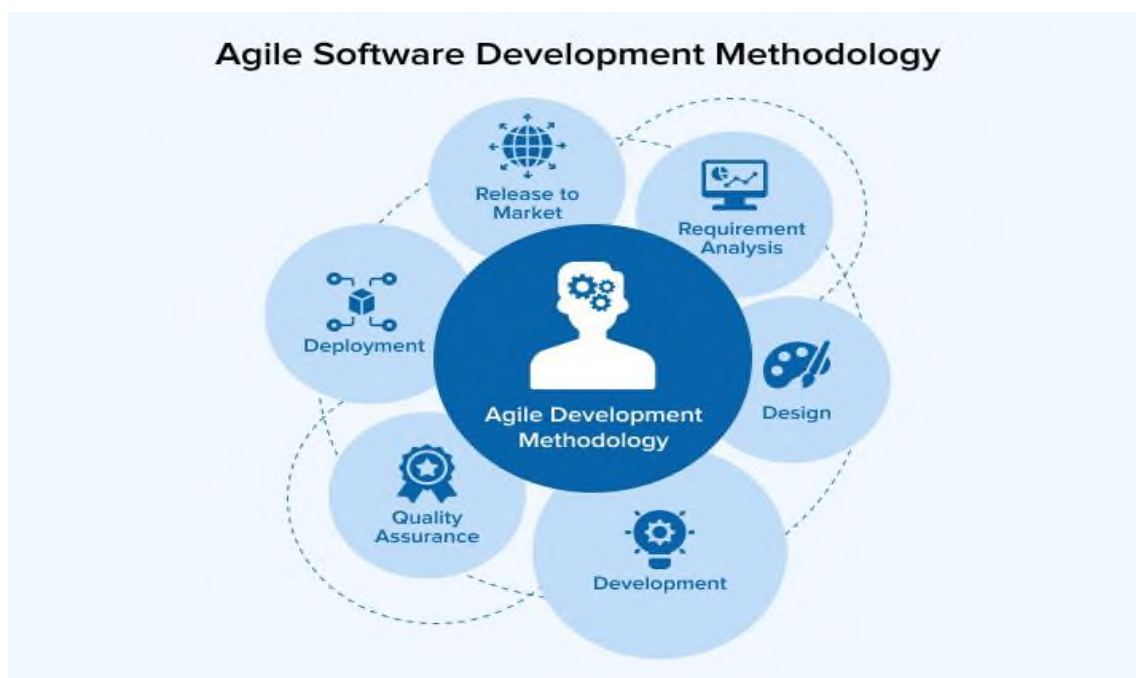 Agile Software Development Methodology
Release to
Market
Requirement
Analysis
Deployment
Design
Agile Development
Methodology
Quality
Assurance
Development